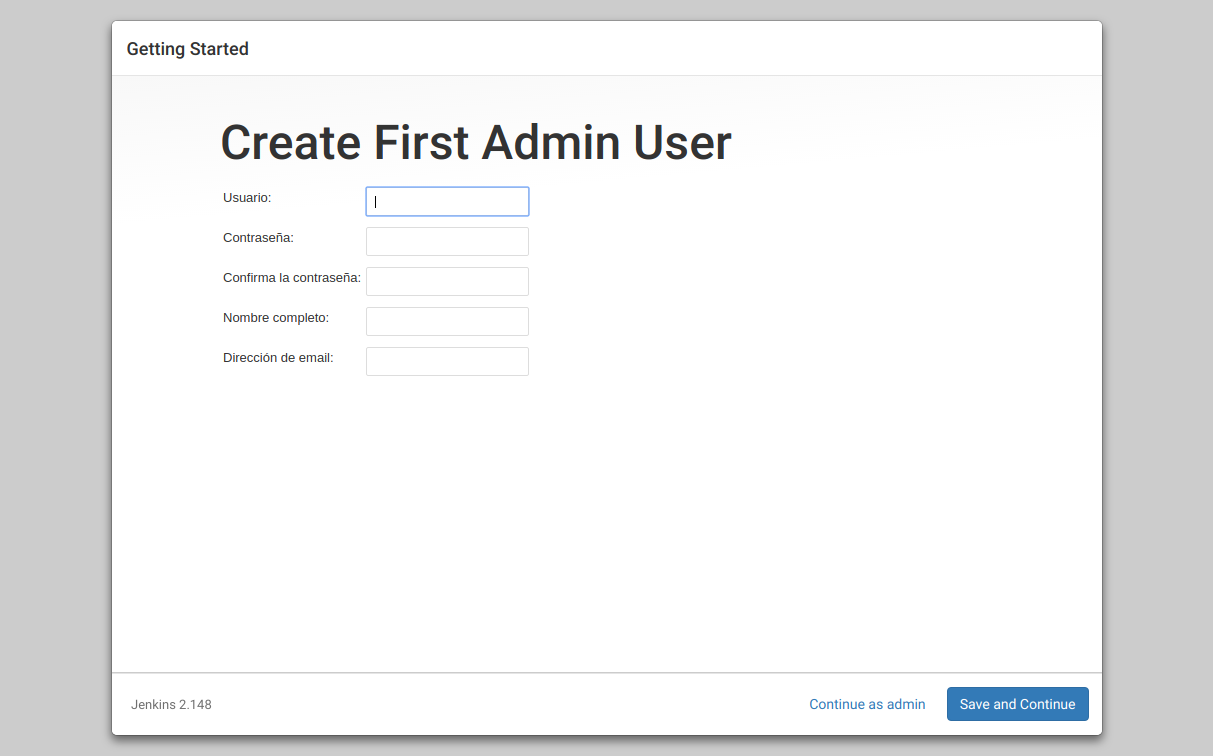 Getting Started
Create First Admin User
Usuario:
Contraseña:
Confirma la contraseña:
Nombre completo:
Dirección de email:
Jenkins 2.148
Continue as admin
Save and Continue